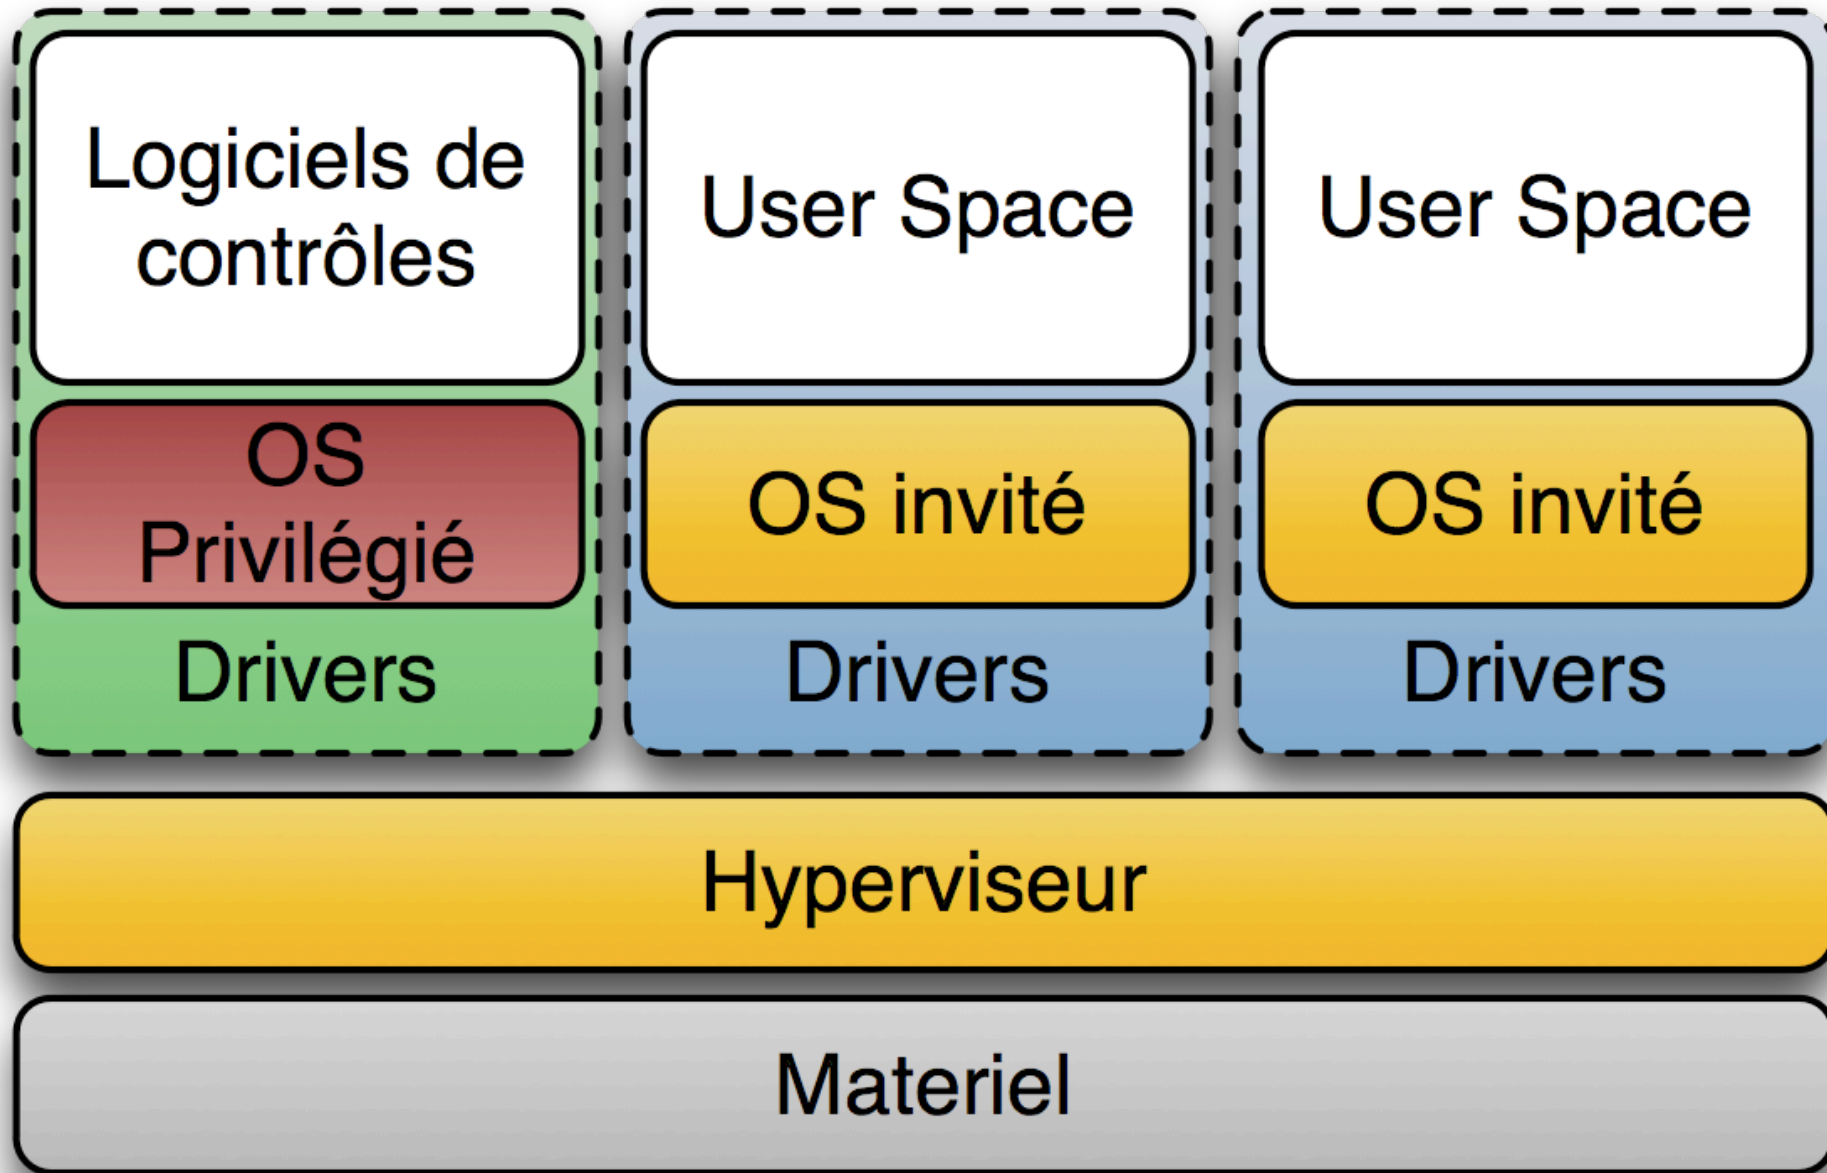 Logiciels de
contrôles
User Space
User Space
OS
Privilégié
OS invité
OS invité
Drivers
Drivers
Drivers
Hyperviseur
Materiel